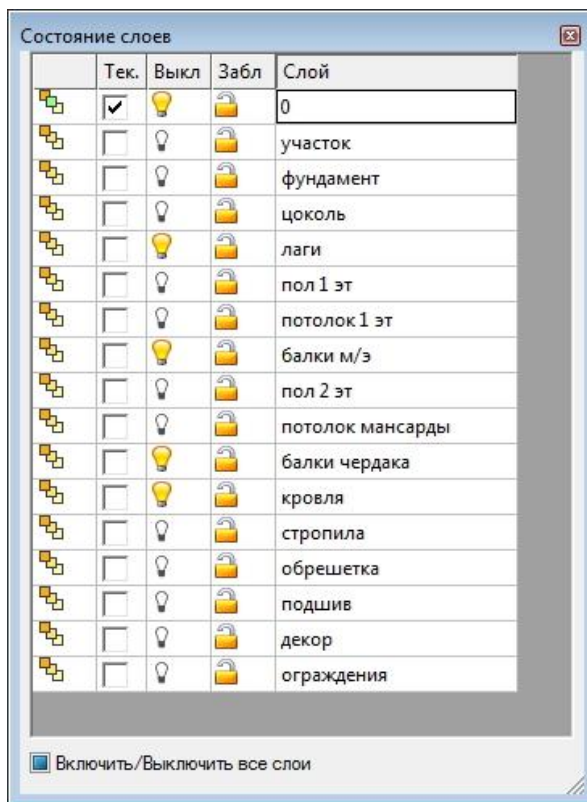 Состояние слоев
Тек. Выкл Забл Слой
0
участок
фундамент
цоколь
лаги
пол 1 эт
потолок 1 эт
балки м/э
пол 2 эт
потолок мансарды
балки чердака
кровля
стропила
обрешетка
подшив
декор
ограждения
Включить/Выключить все слои